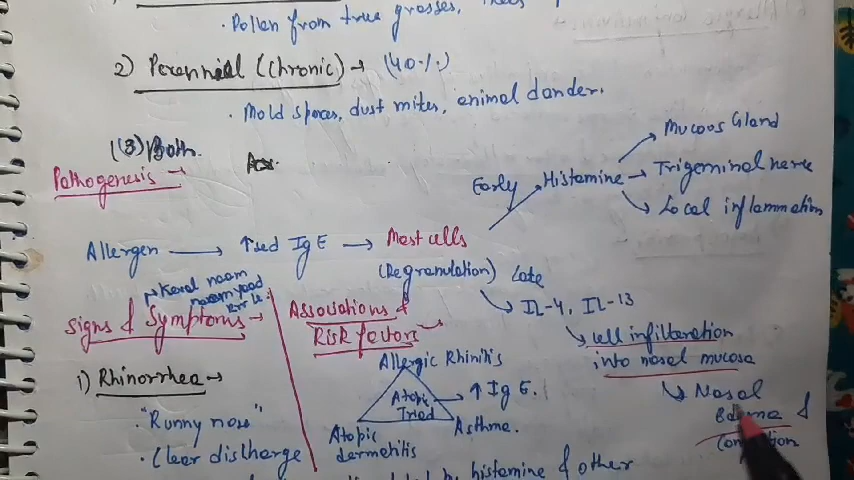 • Pollen from true grasses,
2) Perennial (Chronic) → (40%)
• Mold spores, dust mites, animal dander.
(3) Both.
Pathogenesis →
Allergen → ↑sed IgE → Mast cells
(Degranulation)
Early
Histamine →
Mucous Gland
Trigeminal nerve
Local inflammation
Late
IL-4, IL-13
cell infilteration
into nasal mucosa
Nasal
Edema &
Signs & Symptoms →
1) Rhinorrhea →
• "Runny nose"
• Clear discharge
Associations &
Risk factors →
Allergic Rhinitis
Atopic
Triad
→ ↑ IgE.
Atopic
dermatitis
Asthma.
by histamine & other